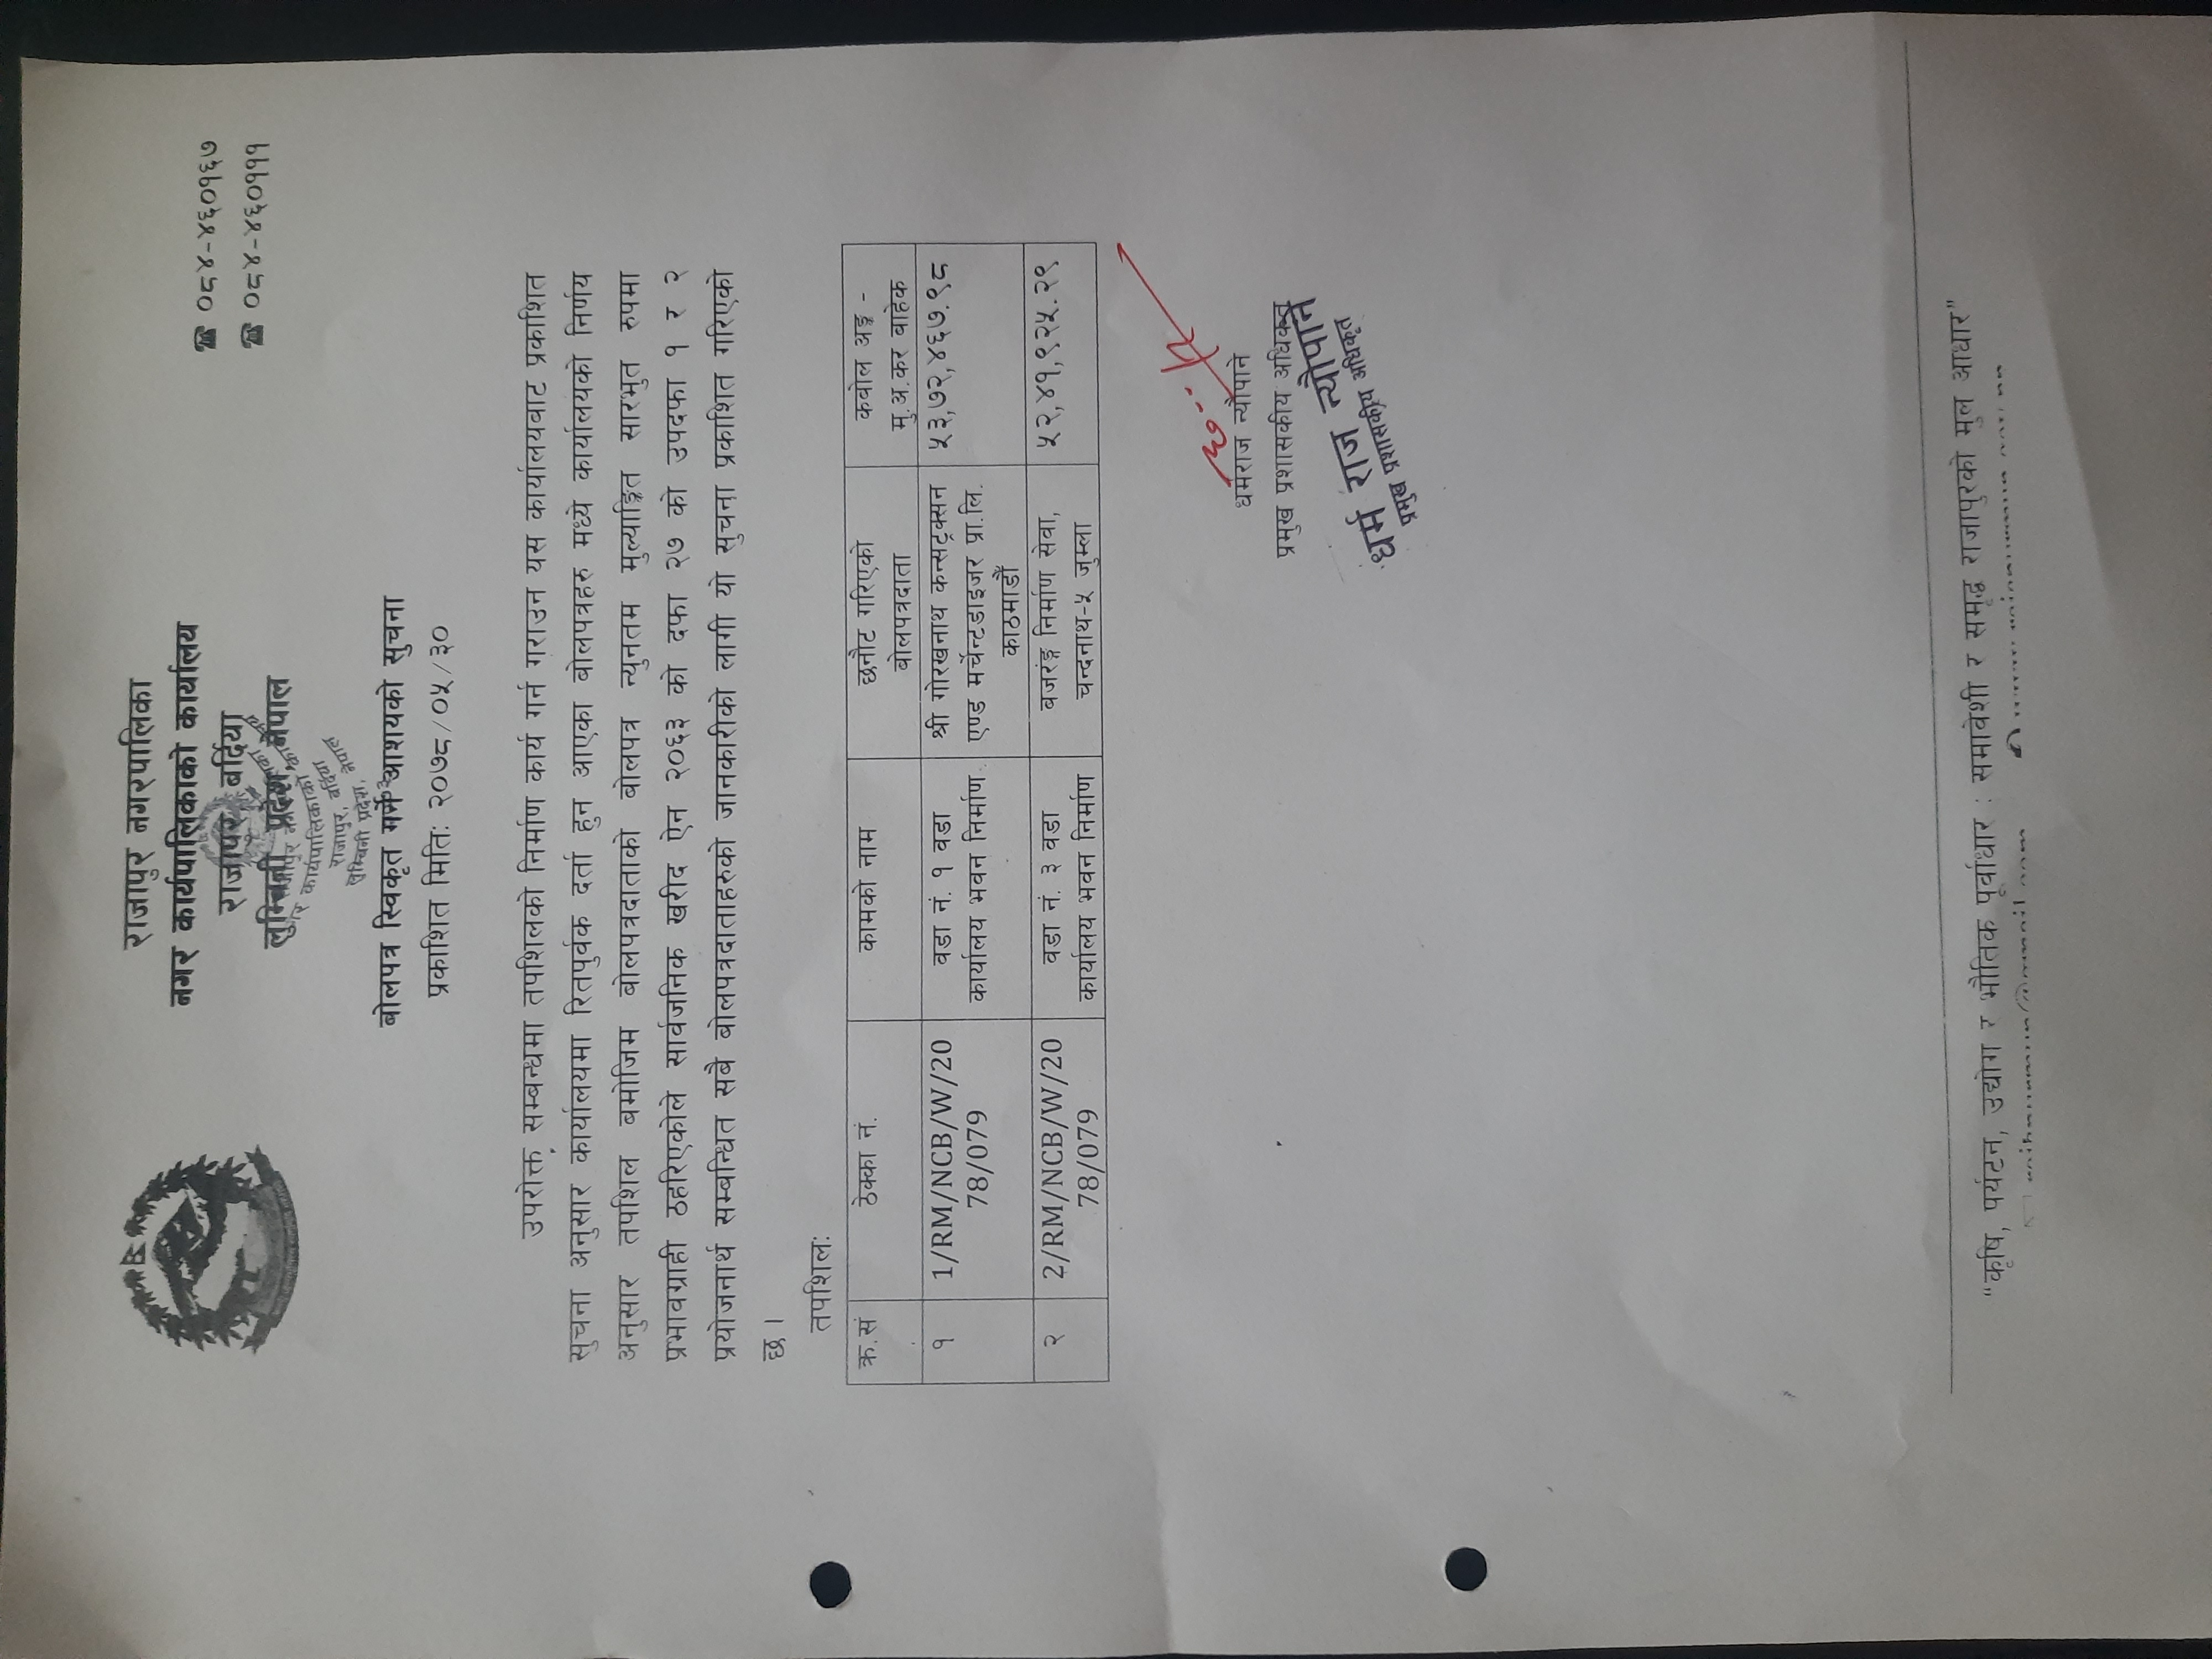 राजापुर नगरपालिका
नगर कार्यपालिकाको कार्यालय
राजापुर बर्दिया
लुम्बिनी प्रदेश नेपाल
☎ ०८४-४६०१६७
☎ ०८४-४६०१११
कार्यपालिकाको
राजापुर, बर्दिया
लुम्बिनी प्रदेश, नेपाल
बोलपत्र स्विकृत गर्ने आशयको सुचना
प्रकाशित मिति: २०७८/०५/३०
उपरोक्त सम्बन्धमा तपशिलको निर्माण कार्य गर्न गराउन यस कार्यालयवाट प्रकाशित
सुचना अनुसार कार्यालयमा रितपुर्वक दर्ता हुन आएका बोलपत्रहरु मध्ये कार्यालयको निर्णय
अनुसार तपशिल बमोजिम बोलपत्रदाताको बोलपत्र न्युनतम मुल्याङ्कित सारभुत रुपमा
प्रभावग्राही ठहरिएकोले सार्वजनिक खरीद ऐन २०६३ को दफा २७ को उपदफा १ र २
प्रयोजनार्थ सम्बन्धित सबै बोलपत्रदाताहरुको जानकारीको लागी यो सुचना प्रकाशित गरिएको
छ ।
तपशिल:
क्र.सं ठेक्का नं. कामको नाम छनौट गरिएको बोलपत्रदाता कबोल अङ्क - मु.अ.कर बाहेक
१ 1/RM/NCB/W/2078/079 वडा नं. १ वडा कार्यालय भवन निर्माण श्री गोरखनाथ कन्सट्रक्सन एण्ड मर्चेन्टडाइजर प्रा.लि. काठमाडौं ५३,७२,४६७.९८
२ 2/RM/NCB/W/2078/079 वडा नं. ३ वडा कार्यालय भवन निर्माण बजरंङ्ग निर्माण सेवा, चन्दनाथ-५ जुम्ला ५२,४१,९२५.२९
धर्मराज न्यौपाने
प्रमुख प्रशासकीय अधिकृत
धर्म राज न्यौपाने
प्रमुख प्रशासकीय अधिकृत
"कृषि, पर्यटन, उद्योग र भौतिक पूर्वाधार : समावेशी र समृद्ध राजापुरको मुल आधार"